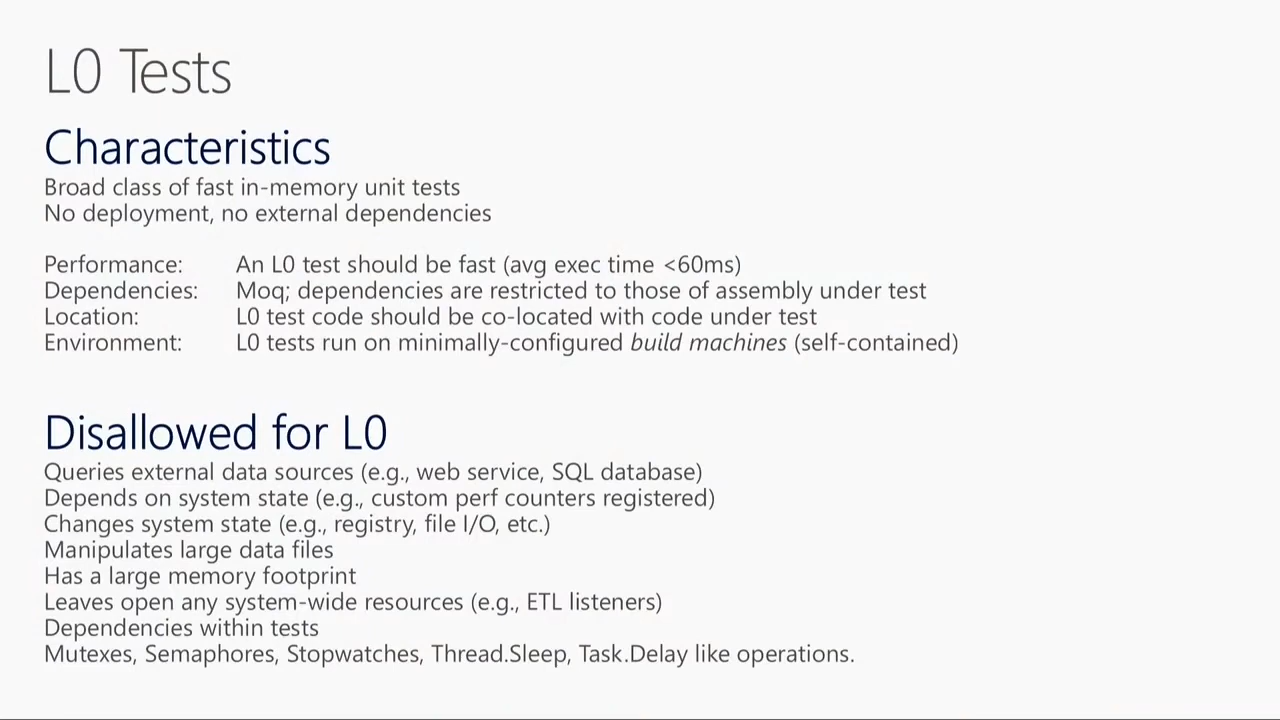 L0 Tests
Characteristics
Broad class of fast in-memory unit tests
No deployment, no external dependencies
Performance: An L0 test should be fast (avg exec time <60ms)
Dependencies: Moq; dependencies are restricted to those of assembly under test
Location: L0 test code should be co-located with code under test
Environment: L0 tests run on minimally-configured build machines (self-contained)
Disallowed for L0
Queries external data sources (e.g., web service, SQL database)
Depends on system state (e.g., custom perf counters registered)
Changes system state (e.g., registry, file I/O, etc.)
Manipulates large data files
Has a large memory footprint
Leaves open any system-wide resources (e.g., ETL listeners)
Dependencies within tests
Mutexes, Semaphores, Stopwatches, Thread.Sleep, Task.Delay like operations.